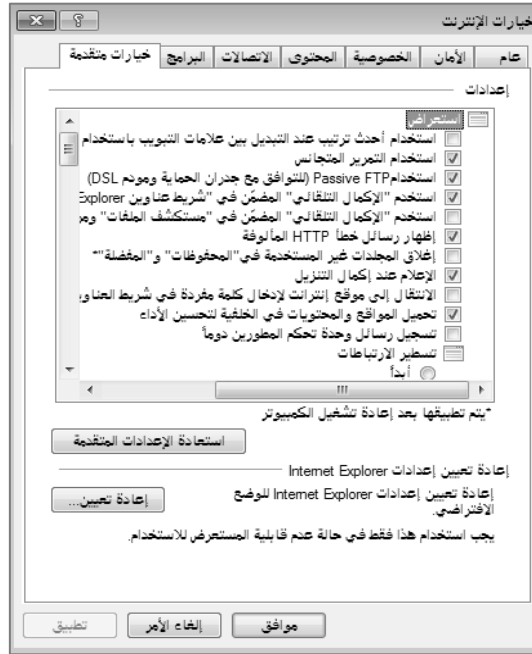 خيارات الإنترنت
عام	الأمان	الخصوصية	المحتوى	الاتصالات	البرامج	خيارات متقدمة
إعدادات
استعراض
استخدام أحدث ترتيب عند التبديل بين علامات التبويب باستخدام
استخدام التمرير المتجانس
استخدام Passive FTP (للتوافق مع جدران الحماية ومودم DSL)
استخدم "الإكمال التلقائي" المضمّن في "شريط عناوين Explorer
استخدم "الإكمال التلقائي" المضمّن في "مستكشف الملفات" ومر
إظهار رسائل خطأ HTTP المألوفة
إغلاق المجلدات غير المستخدمة في"المحفوظات" و"المفضلة"*
الإعلام عند إكمال التنزيل
الانتقال إلى موقع إنترانت لإدخال كلمة مفردة في شريط العناوي
تحميل المواقع والمحتويات في الخلفية لتحسين الأداء
تسجيل رسائل وحدة تحكم المطورين دوماً
تسطير الارتباطات
أبداً
*يتم تطبيقها بعد إعادة تشغيل الكمبيوتر
استعادة الإعدادات المتقدمة
إعادة تعيين إعدادات Internet Explorer
إعادة تعيين إعدادات Internet Explorer للوضع
الافتراضي.
إعادة تعيين...
يجب استخدام هذا فقط في حالة عدم قابلية المستعرض للاستخدام.
موافق	إلغاء الأمر	تطبيق